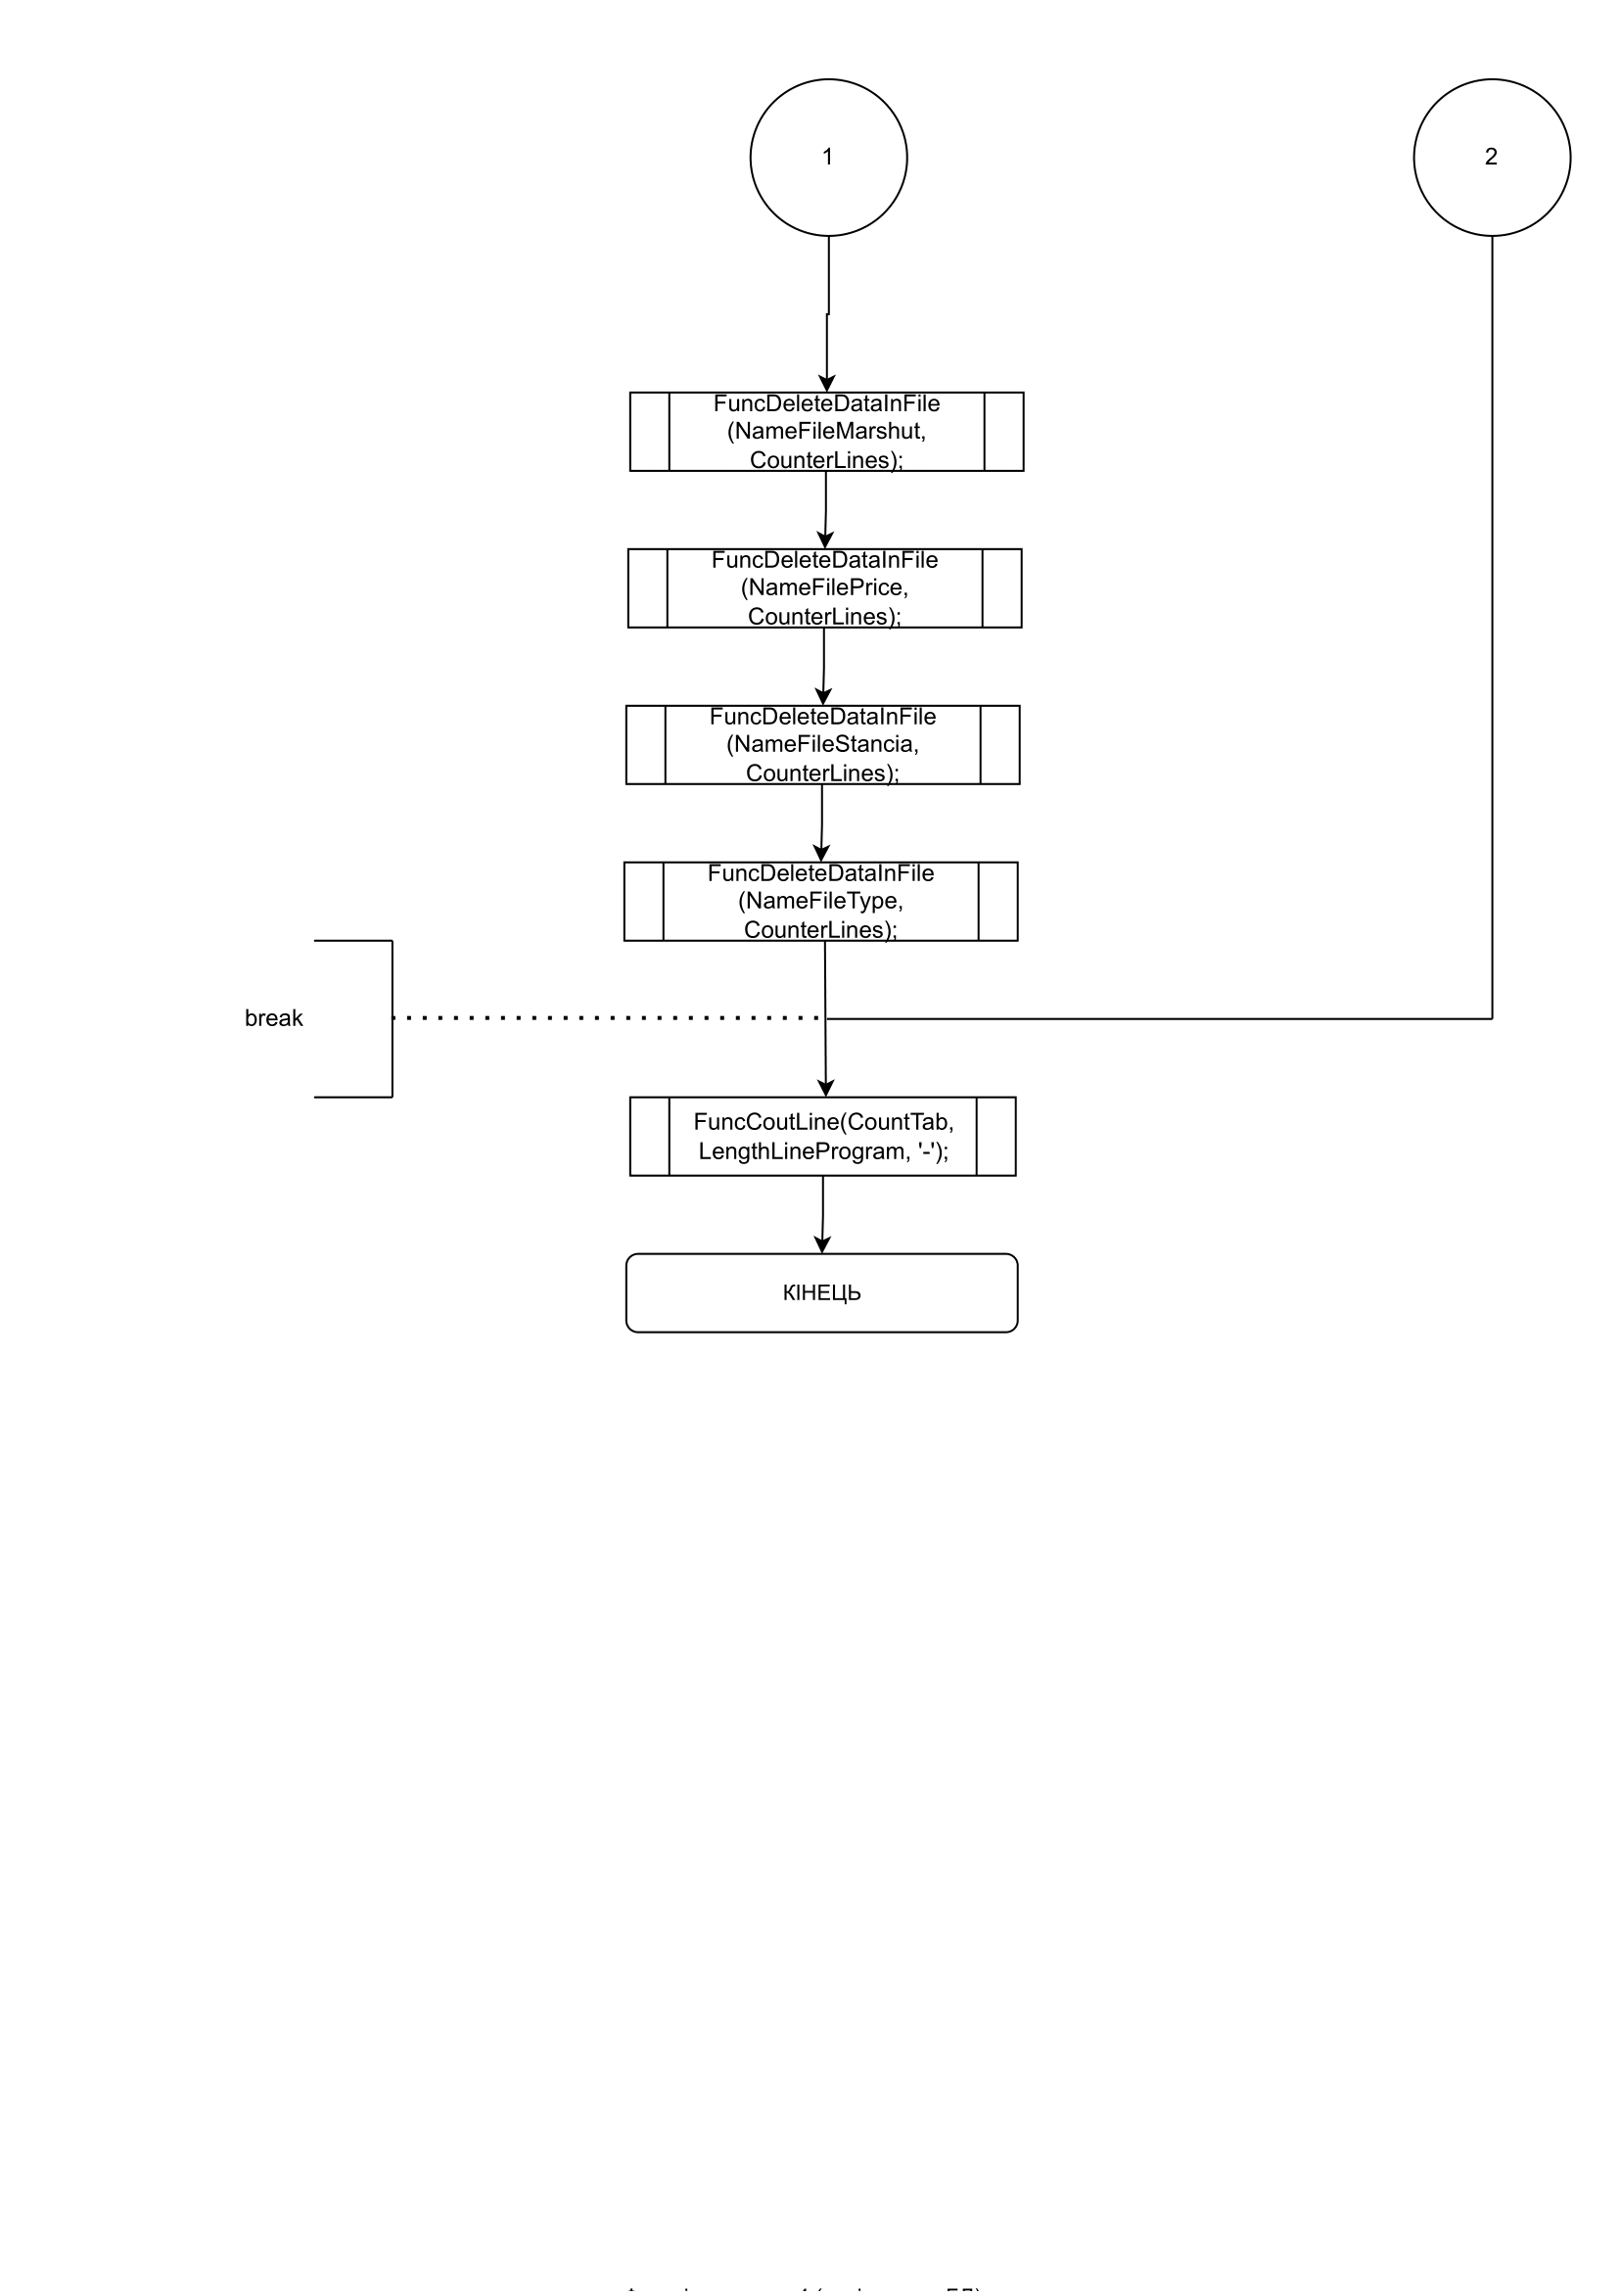 1
2
FuncDeleteDataInFile
(NameFileMarshut,
CounterLines);
FuncDeleteDataInFile
(NameFilePrice,
CounterLines);
FuncDeleteDataInFile
(NameFileStancia,
CounterLines);
FuncDeleteDataInFile
(NameFileType,
CounterLines);
break
FuncCoutLine(CountTab,
LengthLineProgram, '-');
КІНЕЦЬ